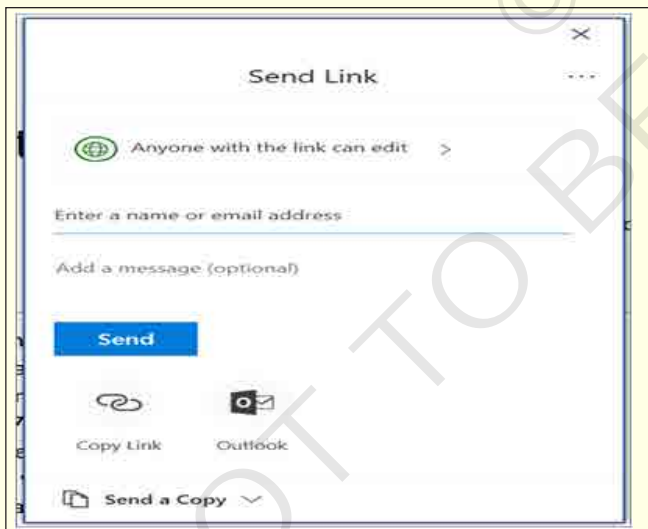 Send Link
Anyone with the link can edit
Enter a name or email address
Add a message (optional)
Send
Copy Link Outlook
Send a Copy